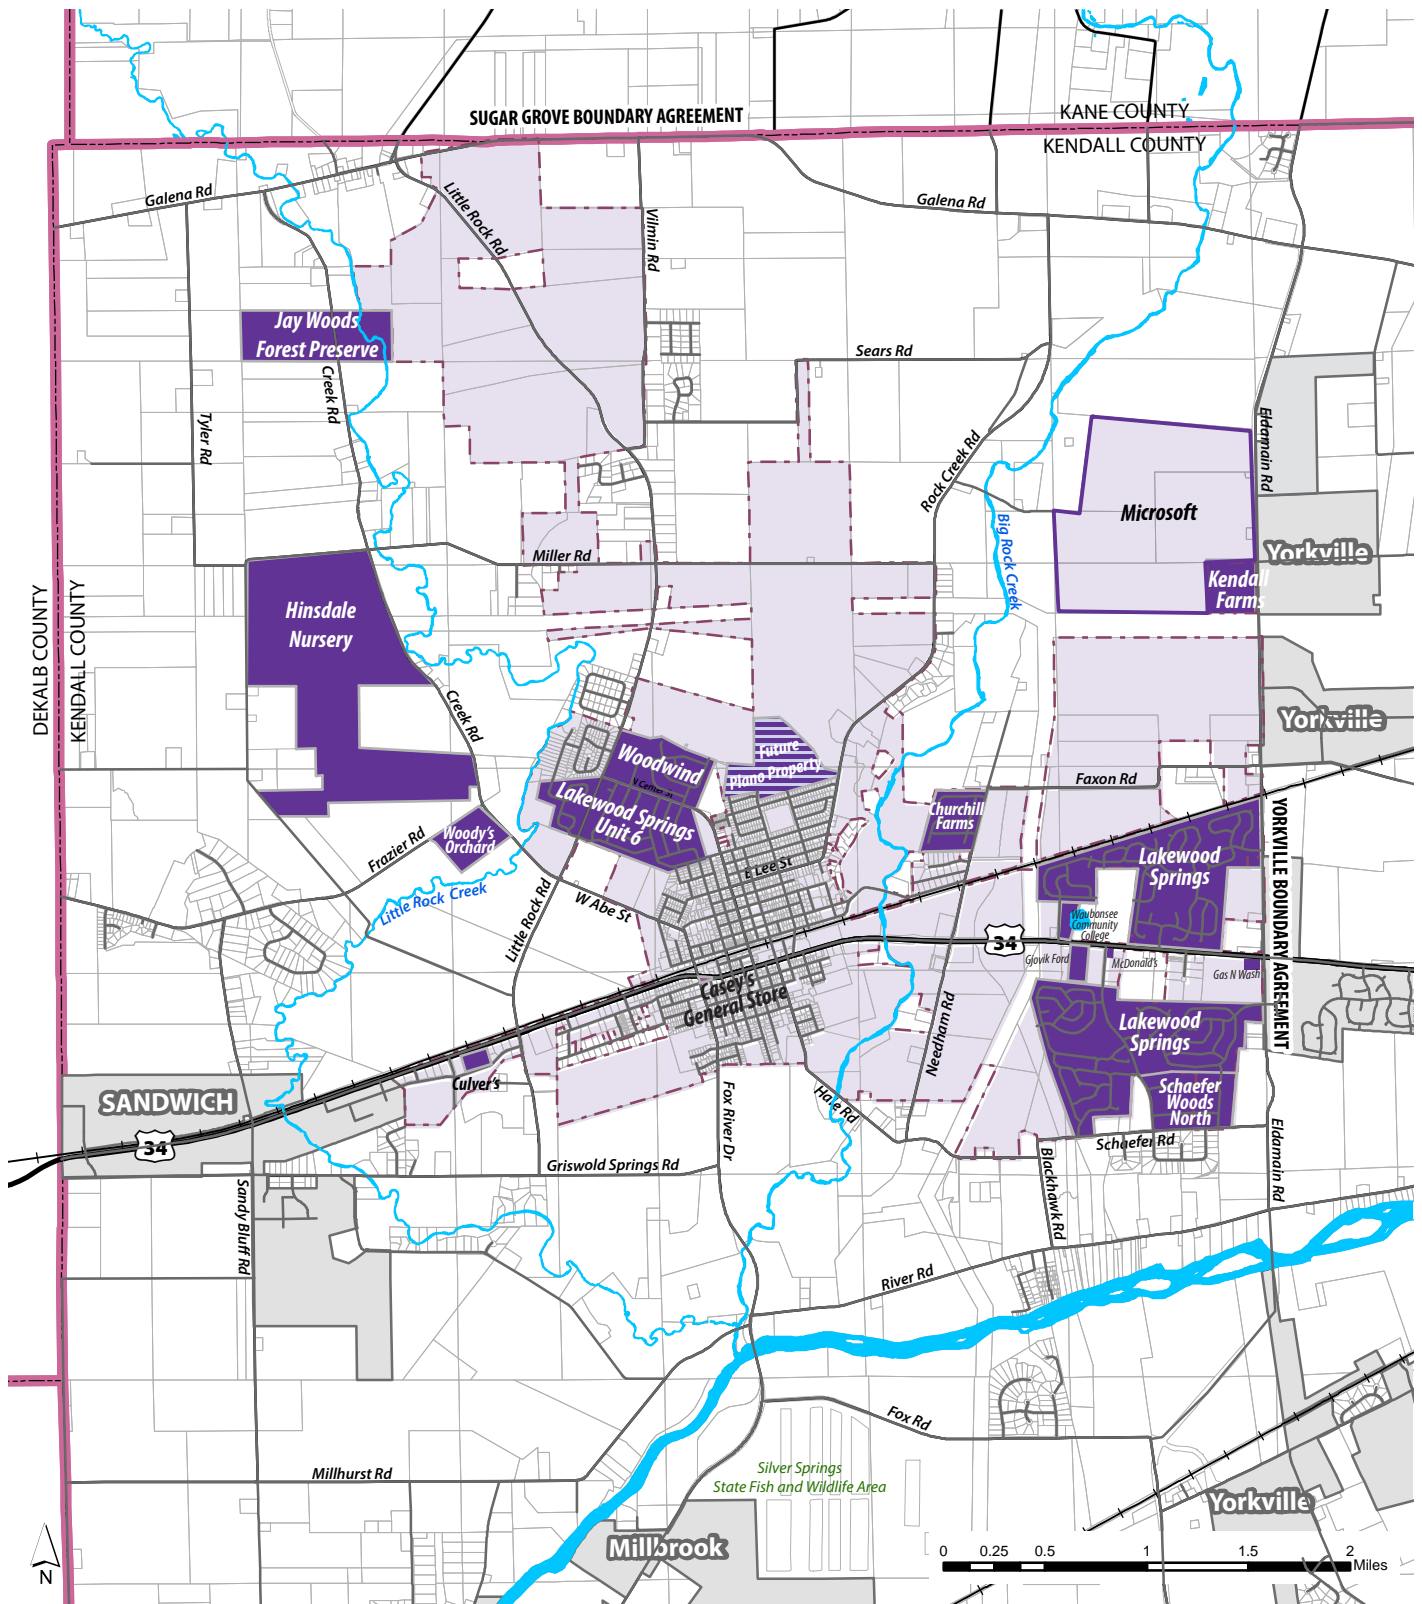 SUGAR GROVE BOUNDARY AGREEMENT
KANE COUNTY
KENDALL COUNTY
Galena Rd
Little Rock Rd
Vilmin Rd
Galena Rd
Jay Woods
Forest Preserve
Creek Rd
Sears Rd
Tyler Rd
Eldamain Rd
Rock Creek Rd
Big Rock Creek
Microsoft
Miller Rd
Yorkville
Kendall
Farms
DEKALB COUNTY
KENDALL COUNTY
Hinsdale
Nursery
Creek Rd
Yorkville
Woodwind
N Center St
Future
Plano Property
Faxon Rd
Lakewood Springs
Unit 6
Churchill
Farms
YORKVILLE BOUNDARY AGREEMENT
Woody's
Orchard
Frazier Rd
E Lee St
Lakewood
Springs
Little Rock Creek
Little Rock Rd
W Abe St
Waubonsee
Community
College
34
Gjovik Ford
McDonald's
Gas N Wash
Casey's
General Store
Needham Rd
Lakewood
Springs
Culver's
SANDWICH
34
Fox River Dr
Hale Rd
Schaefer
Woods
North
Schaefer Rd
Eldamain Rd
Griswold Springs Rd
Blackhawk Rd
Sandy Bluff Rd
River Rd
Fox Rd
Millhurst Rd
Silver Springs
State Fish and Wildlife Area
Yorkville
Millbrook
N
0 0.25 0.5 1 1.5 2
Miles